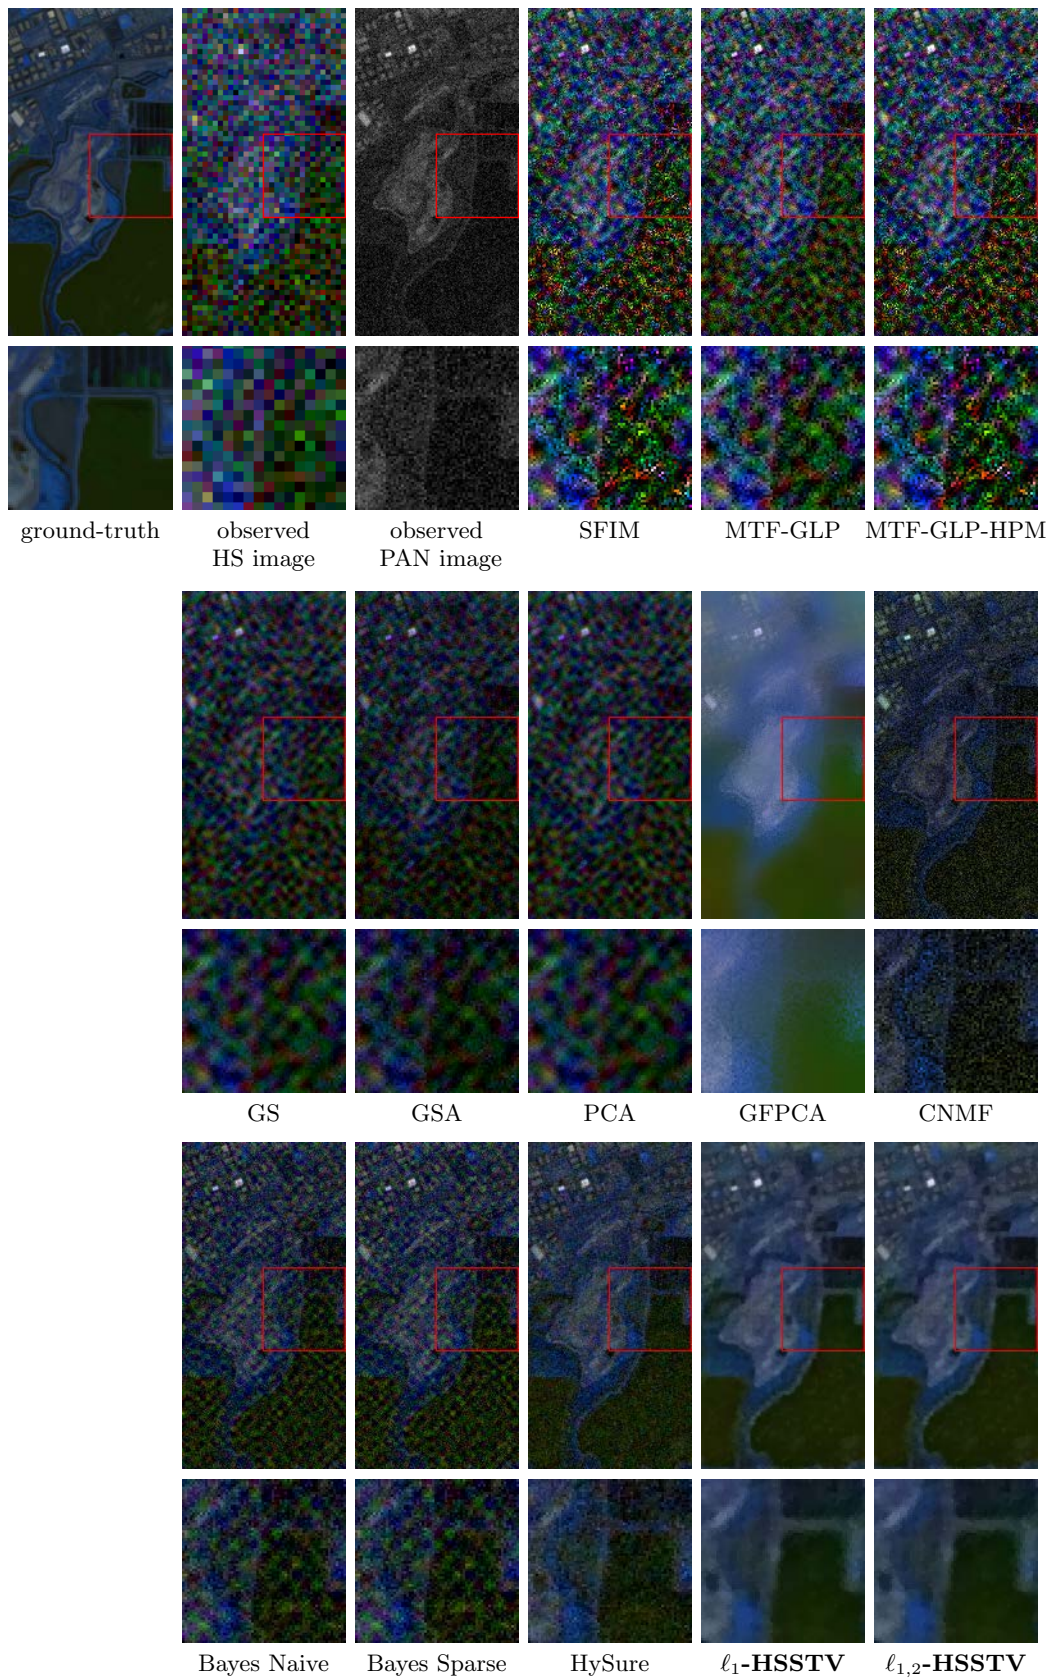 ground-truth
observed
HS image
observed
PAN image
SFIM
MTF-GLP
MTF-GLP-HPM
GS
GSA
PCA
GFPCA
CNMF
Bayes Naive
Bayes Sparse
HySure
ℓ₁-HSSTV
ℓ₁,₂-HSSTV